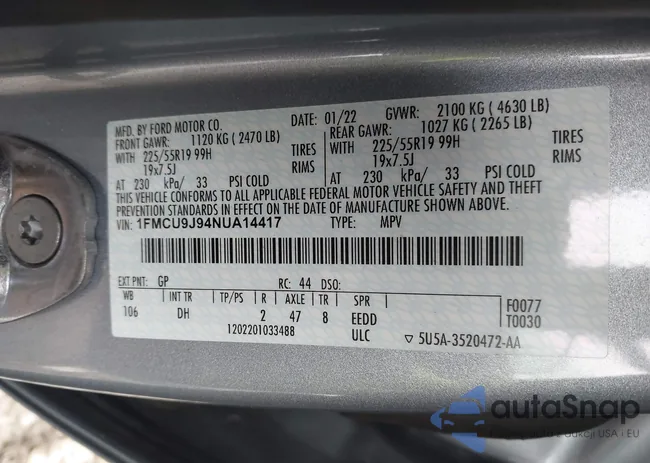 MFD. BY FORD MOTOR CO.
01/22 GVWR: 2100 KG ( 4630 LB)
FRONT GAWR: 1120 KG ( 2470 LB)
REAR GAWR: 1027 KG ( 2265 LB)
WITH 225/55R19 99H TIRES
WITH 225/55R19 99H TIRES
19x7.5J RIMS
19x7.5J RIMS
AT 230 kPa/ 33 PSI COLD
AT 230 kPa/ 33 PSI COLD
THIS VEHICLE CONFORMS TO ALL APPLICABLE FEDERAL MOTOR VEHICLE SAFETY AND THEFT
PREVENTION STANDARDS IN EFFECT ON THE DATE OF MANUFACTURE SHOWN ABOVE.
VIN: 1FMCU9J94NUA14417 TYPE: MPV
EXT PNT: GP RC: 44 DSO:
WB INT TR TP/PS R AXLE TR SPR F0077
106 DH 2 47 8 EEDD T0030
1202201033488 ULC ▽ 5U5A-3520472-AA
autoSnap
z aukcji USA i EU